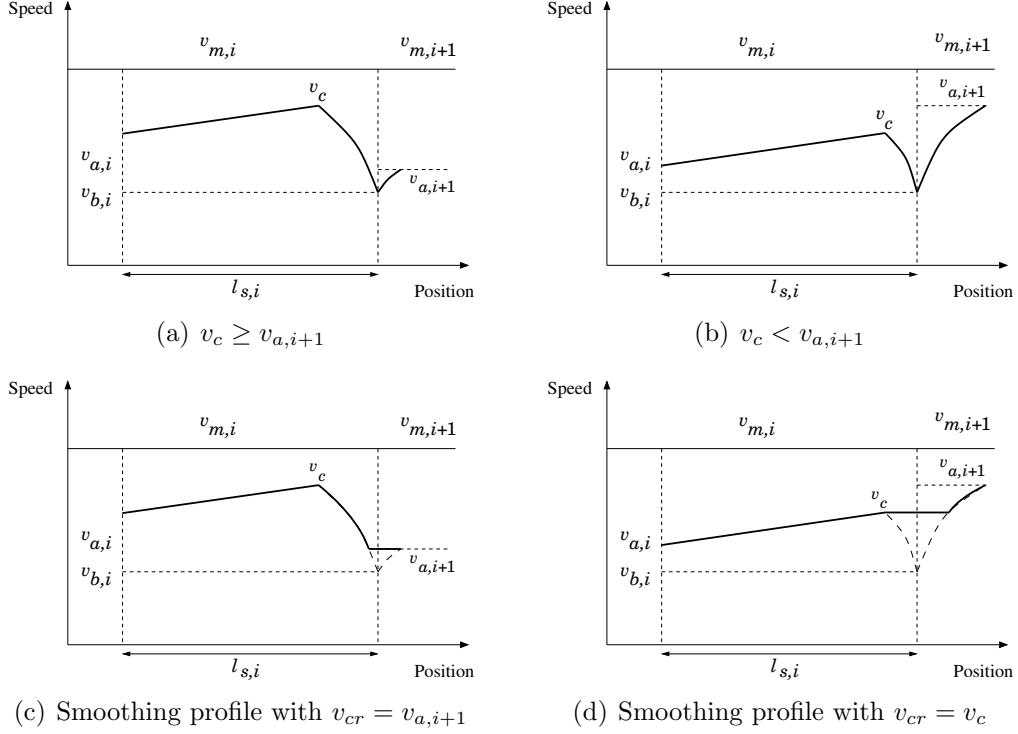 Speed
v_{m,i} v_{m,i+1}
v_c
v_{a,i}
v_{a,i+1}
v_{b,i}
l_{s,i}
Position
(a) v_c ≥ v_{a,i+1}
Speed
v_{m,i} v_{m,i+1}
v_{a,i+1}
v_c
v_{a,i}
v_{b,i}
l_{s,i}
Position
(b) v_c < v_{a,i+1}
Speed
v_{m,i} v_{m,i+1}
v_c
v_{a,i}
v_{a,i+1}
v_{b,i}
l_{s,i}
Position
(c) Smoothing profile with v_{cr} = v_{a,i+1}
Speed
v_{m,i} v_{m,i+1}
v_{a,i+1}
v_c
v_{a,i}
v_{b,i}
l_{s,i}
Position
(d) Smoothing profile with v_{cr} = v_c